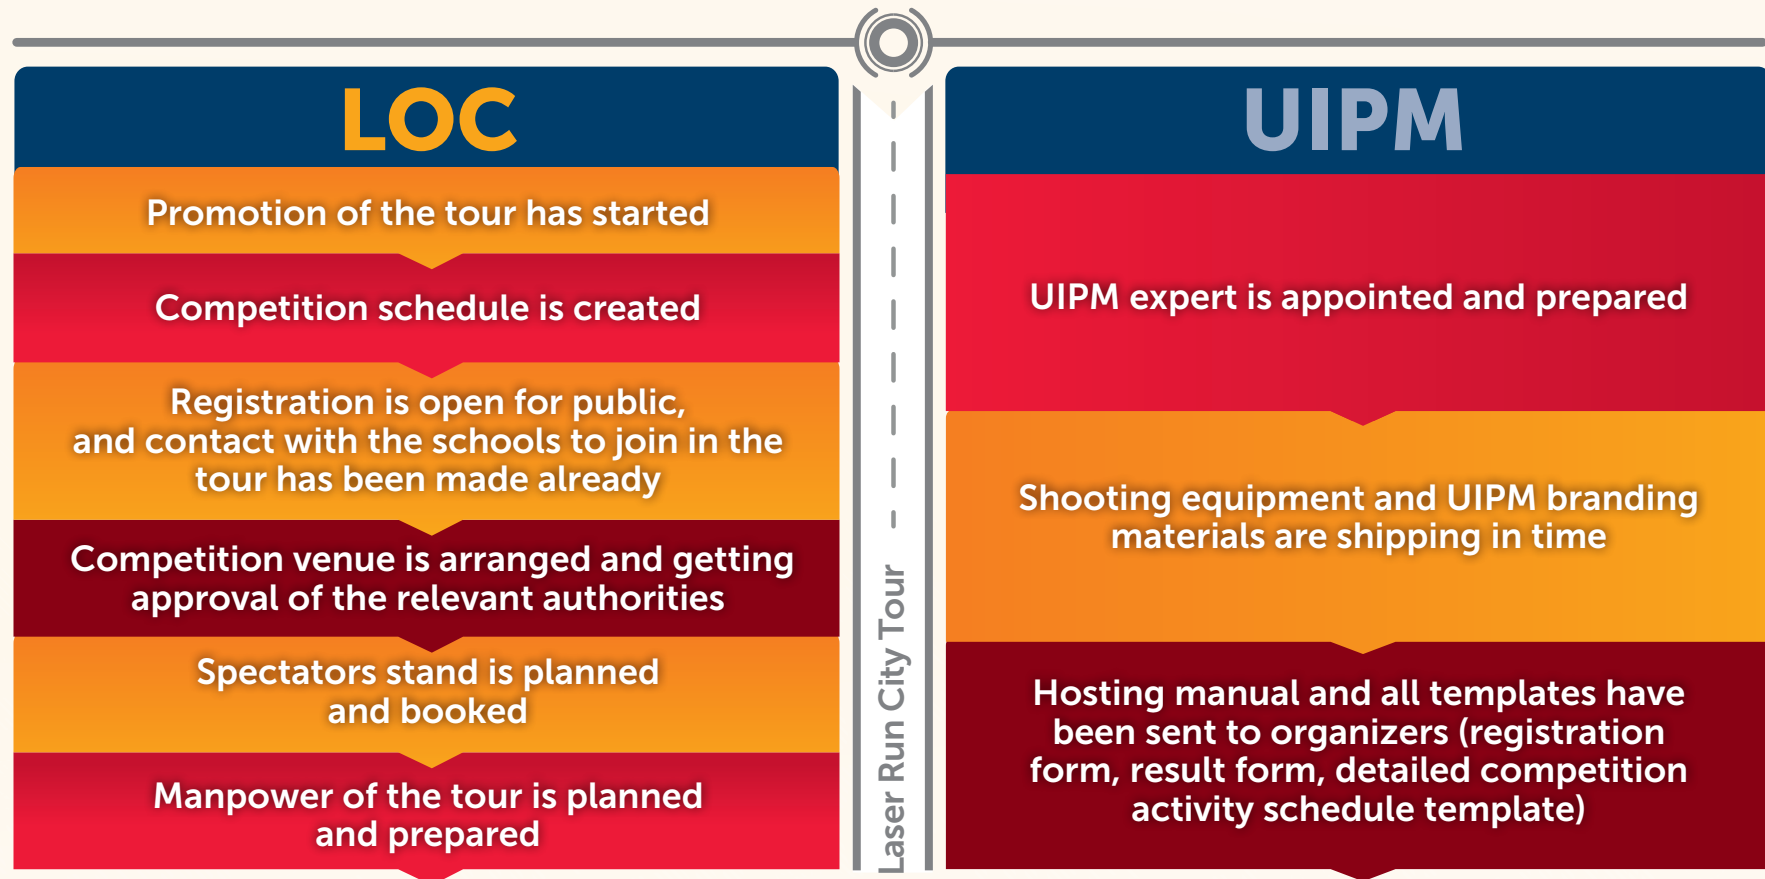 LOC
Promotion of the tour has started
Competition schedule is created
Registration is open for public,
and contact with the schools to join in the
tour has been made already
Competition venue is arranged and getting
approval of the relevant authorities
Spectators stand is planned
and booked
Manpower of the tour is planned
and prepared
Laser Run City Tour
UIPM
UIPM expert is appointed and prepared
Shooting equipment and UIPM branding
materials are shipping in time
Hosting manual and all templates have
been sent to organizers (registration
form, result form, detailed competition
activity schedule template)